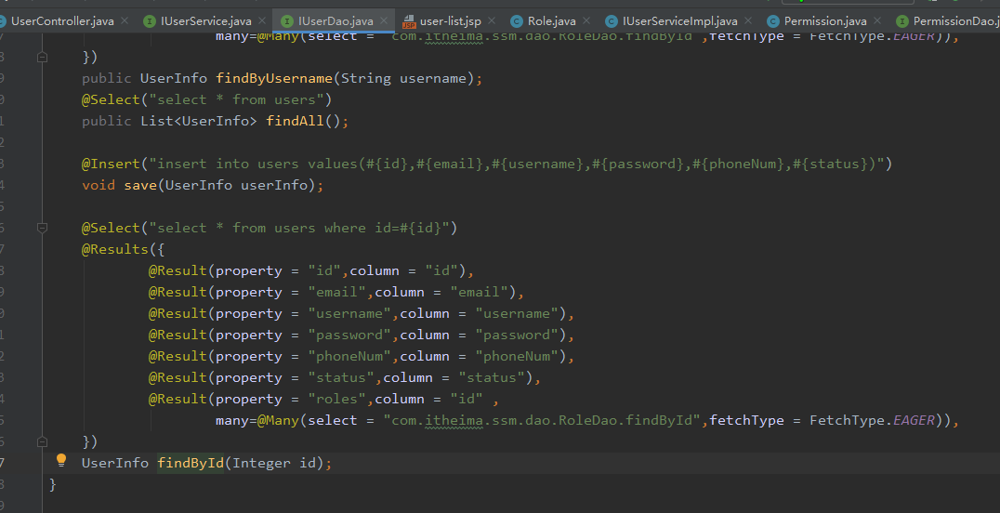 UserController.java × IUserService.java × IUserDao.java × user-list.jsp × Role.java × IUserServiceImpl.java × Permission.java × PermissionDao.j
many=@Many(select = "com.itheima.ssm.dao.RoleDao.findById",fetchType = FetchType.EAGER)),
})
public UserInfo findByUsername(String username);
@Select("select * from users")
public List<UserInfo> findAll();
@Insert("insert into users values(#{id},#{email},#{username},#{password},#{phoneNum},#{status})")
void save(UserInfo userInfo);
@Select("select * from users where id=#{id}")
@Results({
@Result(property = "id",column = "id"),
@Result(property = "email",column = "email"),
@Result(property = "username",column = "username"),
@Result(property = "password",column = "password"),
@Result(property = "phoneNum",column = "phoneNum"),
@Result(property = "status",column = "status"),
@Result(property = "roles",column = "id" ,
many=@Many(select = "com.itheima.ssm.dao.RoleDao.findById",fetchType = FetchType.EAGER)),
})
UserInfo findById(Integer id);
}